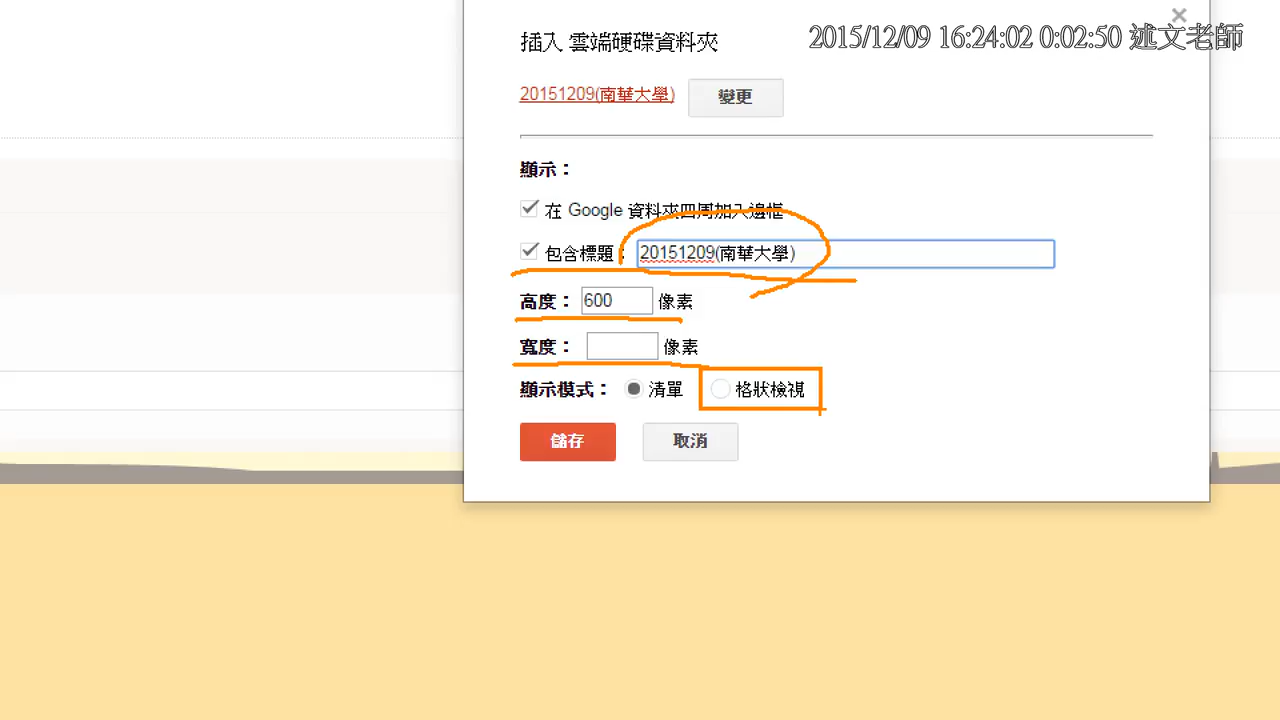 2015/12/09 16:24:02 0:02:50 述文老師
插入 雲端硬碟資料夾
20151209(南華大學) 變更
顯示：
在 Google 資料夾四周加入邊框
包含標題： 20151209(南華大學)
高度： 600 像素
寬度： 像素
顯示模式： 清單 格狀檢視
儲存 取消